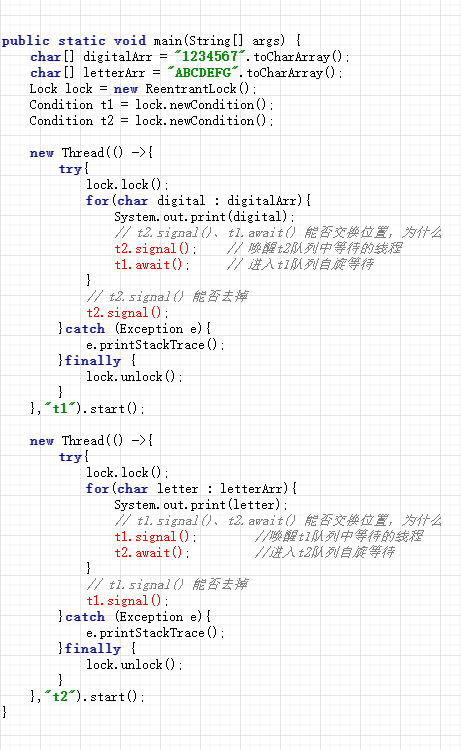 public static void main(String[] args) {
char[] digitalArr = "1234567".toCharArray();
char[] letterArr = "ABCDEFG".toCharArray();
Lock lock = new ReentrantLock();
Condition t1 = lock.newCondition();
Condition t2 = lock.newCondition();
new Thread(() ->{
try{
lock.lock();
for(char digital : digitalArr){
System.out.print(digital);
// t2.signal()、t1.await() 能否交换位置，为什么
t2.signal(); // 唤醒t2队列中等待的线程
t1.await(); // 进入t1队列自旋等待
}
// t2.signal() 能否去掉
t2.signal();
}catch (Exception e){
e.printStackTrace();
}finally {
lock.unlock();
}
},"t1").start();
new Thread(() ->{
try{
lock.lock();
for(char letter : letterArr){
System.out.print(letter);
// t1.signal()、t2.await() 能否交换位置，为什么
t1.signal(); //唤醒t1队列中等待的线程
t2.await(); //进入t2队列自旋等待
}
// t1.signal() 能否去掉
t1.signal();
}catch (Exception e){
e.printStackTrace();
}finally {
lock.unlock();
}
},"t2").start();
}